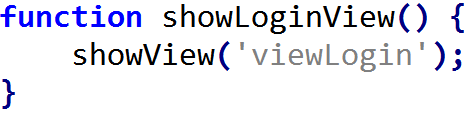 function showLoginView() {
    showView('viewLogin');
}